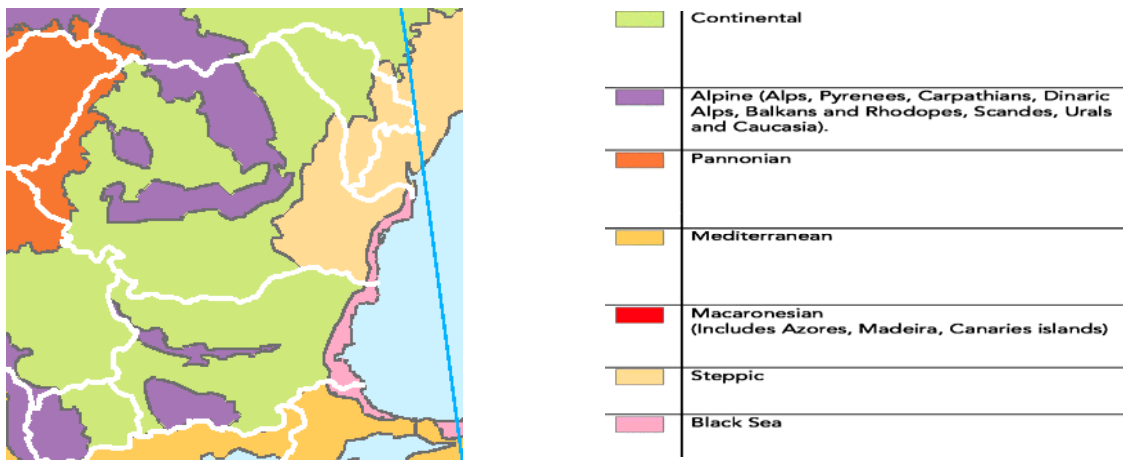 Continental
Alpine (Alps, Pyrenees, Carpathians, Dinaric
Alps, Balkans and Rhodopes, Scandes, Urals
and Caucasia).
Pannonian
Mediterranean
Macaronesian
(Includes Azores, Madeira, Canaries islands)
Steppic
Black Sea